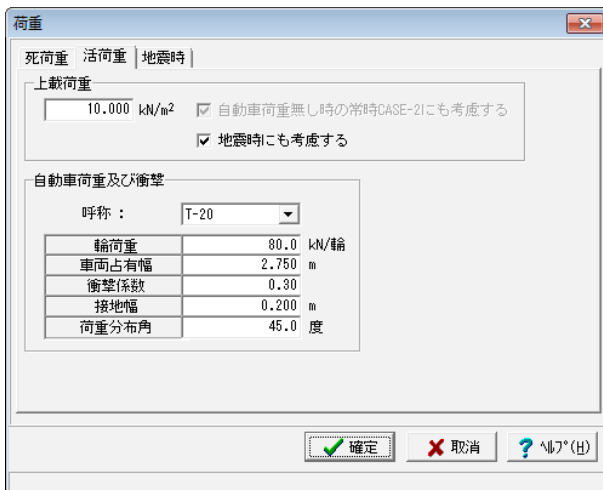 荷重
死荷重 活荷重 地震時
上載荷重
10.000 kN/m²
自動車荷重無し時の常時CASE-2にも考慮する
地震時にも考慮する
自動車荷重及び衝撃
呼称： T-20
輪荷重 80.0 kN/輪
車両占有幅 2.750 m
衝撃係数 0.30
接地幅 0.200 m
荷重分布角 45.0 度
確定 取消 ﾍﾙﾌﾟ(H)